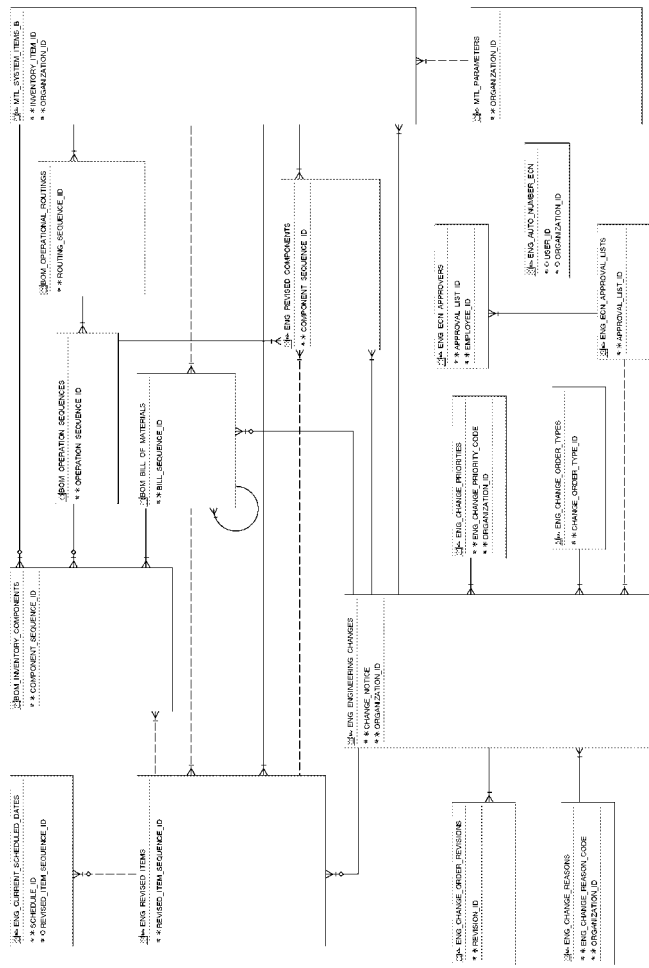 ENG_CURRENT_SCHEDULED_DATES
* * SCHEDULE_ID
* O REVISED_ITEM_SEQUENCE_ID
BOM_INVENTORY_COMPONENTS
* * COMPONENT_SEQUENCE_ID
MTL_SYSTEM_ITEMS_B
* * INVENTORY_ITEM_ID
* * ORGANIZATION_ID
BOM_OPERATION_SEQUENCES
* * OPERATION_SEQUENCE_ID
BOM_OPERATIONAL_ROUTINGS
* * ROUTING_SEQUENCE_ID
ENG_REVISED_ITEMS
* * REVISED_ITEM_SEQUENCE_ID
BOM_BILL_OF_MATERIALS
* * BILL_SEQUENCE_ID
ENG_REVISED_COMPONENTS
* * COMPONENT_SEQUENCE_ID
ENG_ENGINEERING_CHANGES
* * CHANGE_NOTICE
* * ORGANIZATION_ID
MTL_PARAMETERS
* * ORGANIZATION_ID
ENG_CHANGE_ORDER_REVISIONS
* * REVISION_ID
ENG_CHANGE_PRIORITIES
* * ENG_CHANGE_PRIORITY_CODE
* * ORGANIZATION_ID
ENG_ECN_APPROVERS
* * APPROVAL_LIST_ID
* * EMPLOYEE_ID
ENG_AUTO_NUMBER_ECN
* O USER_ID
* O ORGANIZATION_ID
ENG_CHANGE_REASONS
* * ENG_CHANGE_REASON_CODE
* * ORGANIZATION_ID
ENG_CHANGE_ORDER_TYPES
* * CHANGE_ORDER_TYPE_ID
ENG_ECN_APPROVAL_LISTS
* * APPROVAL_LIST_ID